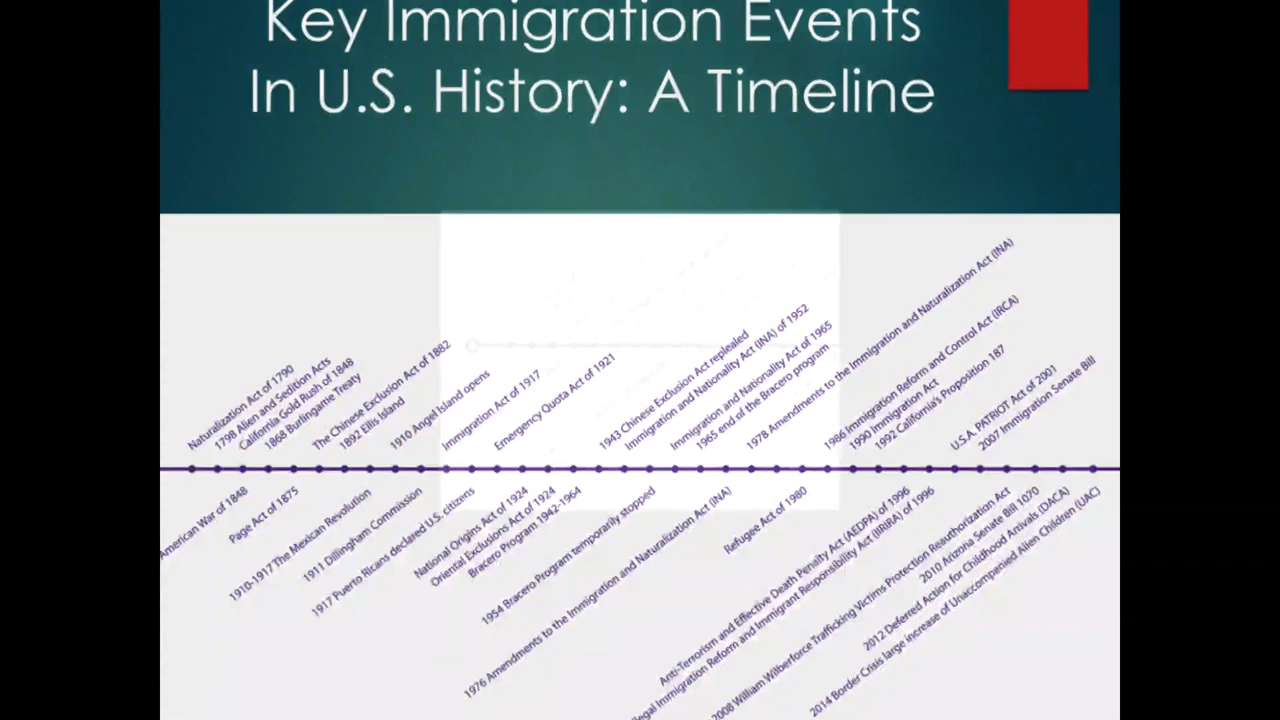 Key Immigration Events
In U.S. History: A Timeline
Naturalization Act of 1790
1798 Alien and Sedition Acts
California Gold Rush of 1848
1868 Burlingame Treaty
The Chinese Exclusion Act of 1882
1892 Ellis Island
1910 Angel Island opens
Immigration Act of 1917
Emergency Quota Act of 1921
1943 Chinese Exclusion Act replealed
Immigration and Nationality Act (INA) of 1952
Immigration and Nationality Act of 1965
1965 end of the Bracero program
1978 Amendments to the Immigration and Naturalization Act (INA)
1986 Immigration Reform and Control Act (IRCA)
1990 Immigration Act
1992 California's Proposition 187
U.S.A. PATRIOT Act of 2001
2007 Immigration Senate Bill
American War of 1848
Page Act of 1875
1910-1917 The Mexican Revolution
1911 Dillingham Commission
1917 Puerto Ricans declared U.S. citizens
National Origins Act of 1924
Oriental Exclusions Act of 1924
Bracero Program 1942-1964
1954 Bracero Program temporarily stopped
1976 Amendments to the Immigration and Naturalization Act (INA)
Refugee Act of 1980
Anti-Terrorism and Effective Death Penalty Act (AEDPA) of 1996
Immigration Reform and Immigrant Responsibility Act (IIRIRA) of 1996
2008 William Wilberforce Trafficking Victims Protection Reauthorization Act
2010 Arizona Senate Bill 1070
2012 Deferred Action for Childhood Arrivals (DACA)
2014 Border Crisis large increase of Unaccompenied Alien Children (UAC)